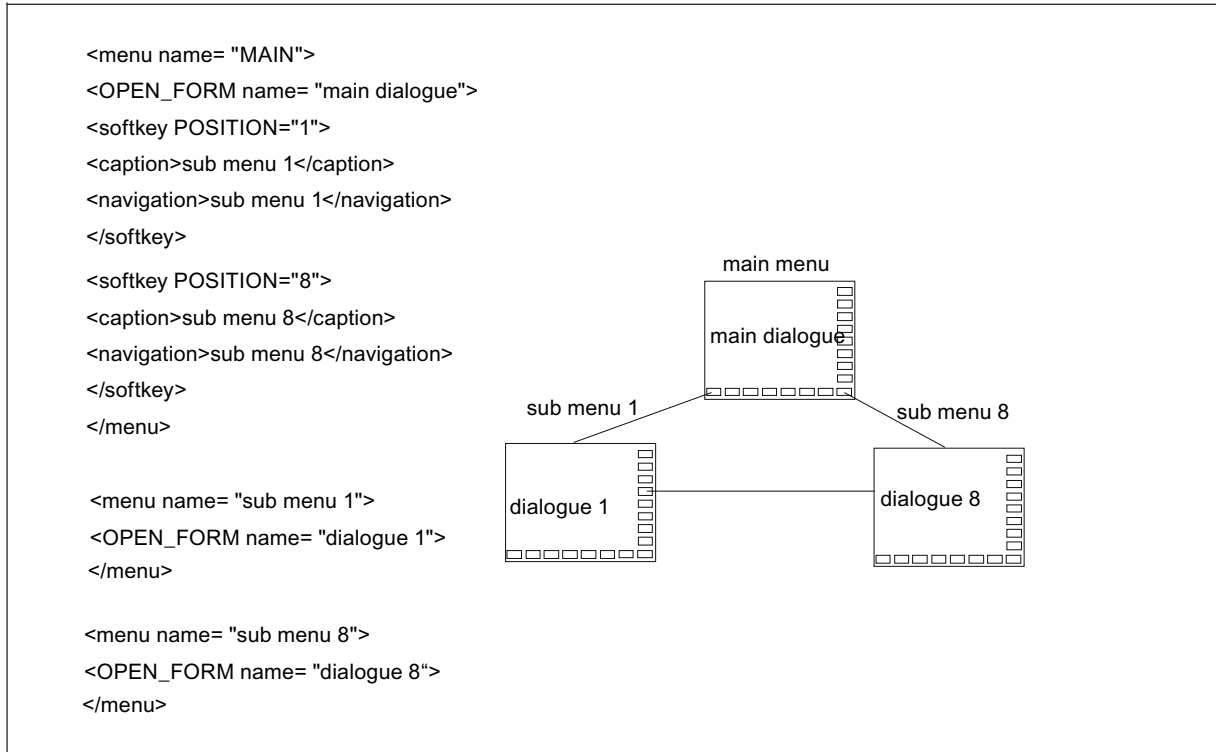 <menu name= "MAIN">
<OPEN_FORM name= "main dialogue">
<softkey POSITION="1">
<caption>sub menu 1</caption>
<navigation>sub menu 1</navigation>
</softkey>
<softkey POSITION="8">
<caption>sub menu 8</caption>
<navigation>sub menu 8</navigation>
</softkey>
</menu>
<menu name= "sub menu 1">
<OPEN_FORM name= "dialogue 1">
</menu>
<menu name= "sub menu 8">
<OPEN_FORM name= "dialogue 8“>
</menu>
main menu
main dialogue
sub menu 1
sub menu 8
dialogue 1
dialogue 8